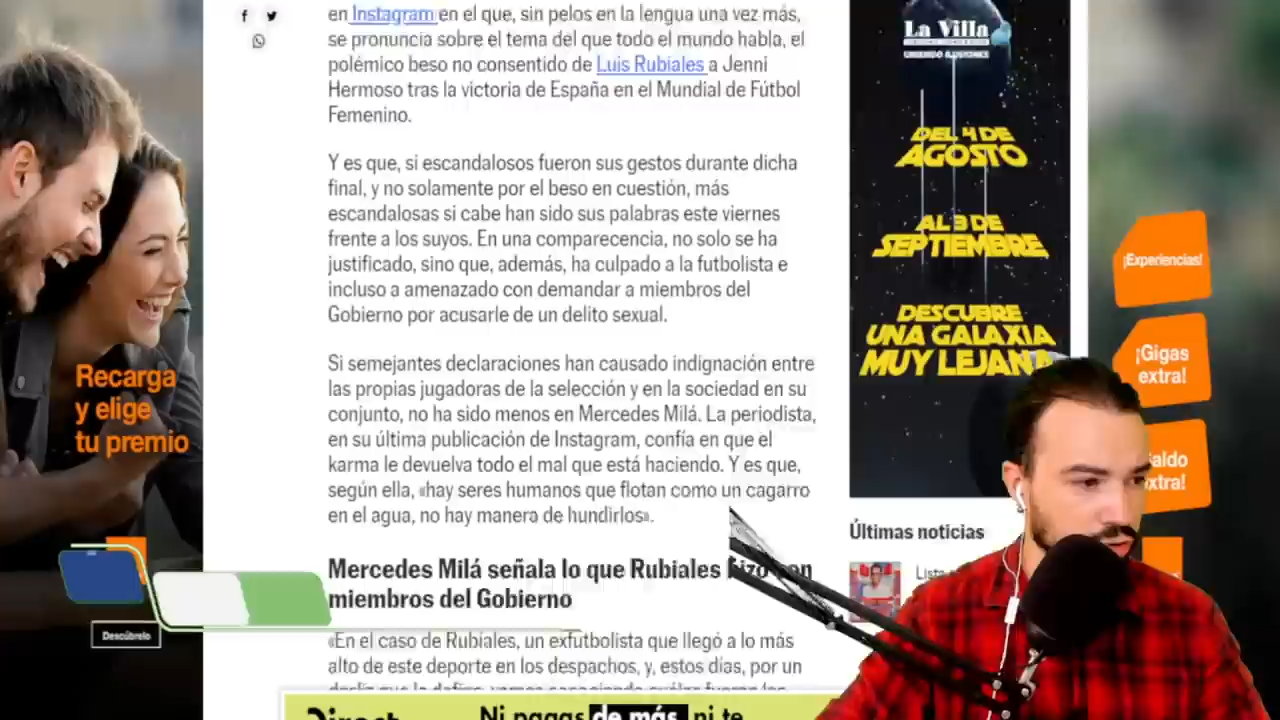 en Instagram en el que, sin pelos en la lengua una vez más,
se pronuncia sobre el tema del que todo el mundo habla, el
polémico beso no consentido de Luis Rubiales a Jenni
Hermoso tras la victoria de España en el Mundial de Fútbol
Femenino.
Y es que, si escandalosos fueron sus gestos durante dicha
final, y no solamente por el beso en cuestión, más
escandalosas si cabe han sido sus palabras este viernes
frente a los suyos. En una comparecencia, no solo se ha
justificado, sino que, además, ha culpado a la futbolista e
incluso a amenazado con demandar a miembros del
Gobierno por acusarle de un delito sexual.
Si semejantes declaraciones han causado indignación entre
las propias jugadoras de la selección y en la sociedad en su
conjunto, no ha sido menos en Mercedes Milá. La periodista,
en su última publicación de Instagram, confía en que el
karma le devuelva todo el mal que está haciendo. Y es que,
según ella, «hay seres humanos que flotan como un cagarro
en el agua, no hay manera de hundirlos».
Mercedes Milá señala lo que Rubiales hizo con
miembros del Gobierno
«En el caso de Rubiales, un exfutbolista que llegó a lo más
alto de este deporte en los despachos, y, estos días, por un
Recarga
y elige
tu premio
Descúbrelo
La Villa
DEL 4 DE
AGOSTO
AL 3 DE
SEPTIEMBRE
DESCUBRE
UNA GALAXIA
MUY LEJANA
Últimas noticias
¡Experiencias!
¡Gigas
extra!
Ni pagas de más, ni te